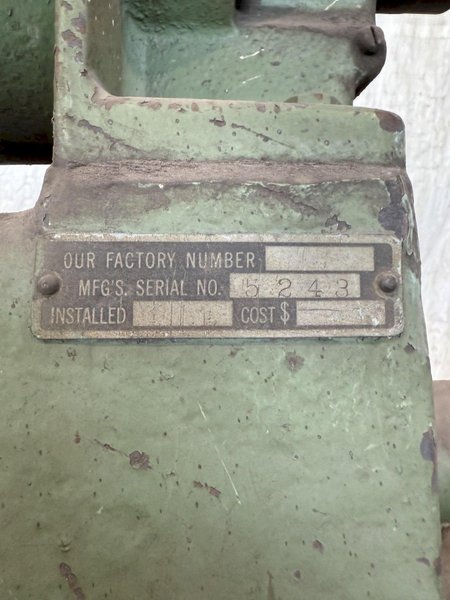 OUR FACTORY NUMBER
MFG'S. SERIAL NO. 5243
INSTALLED COST $